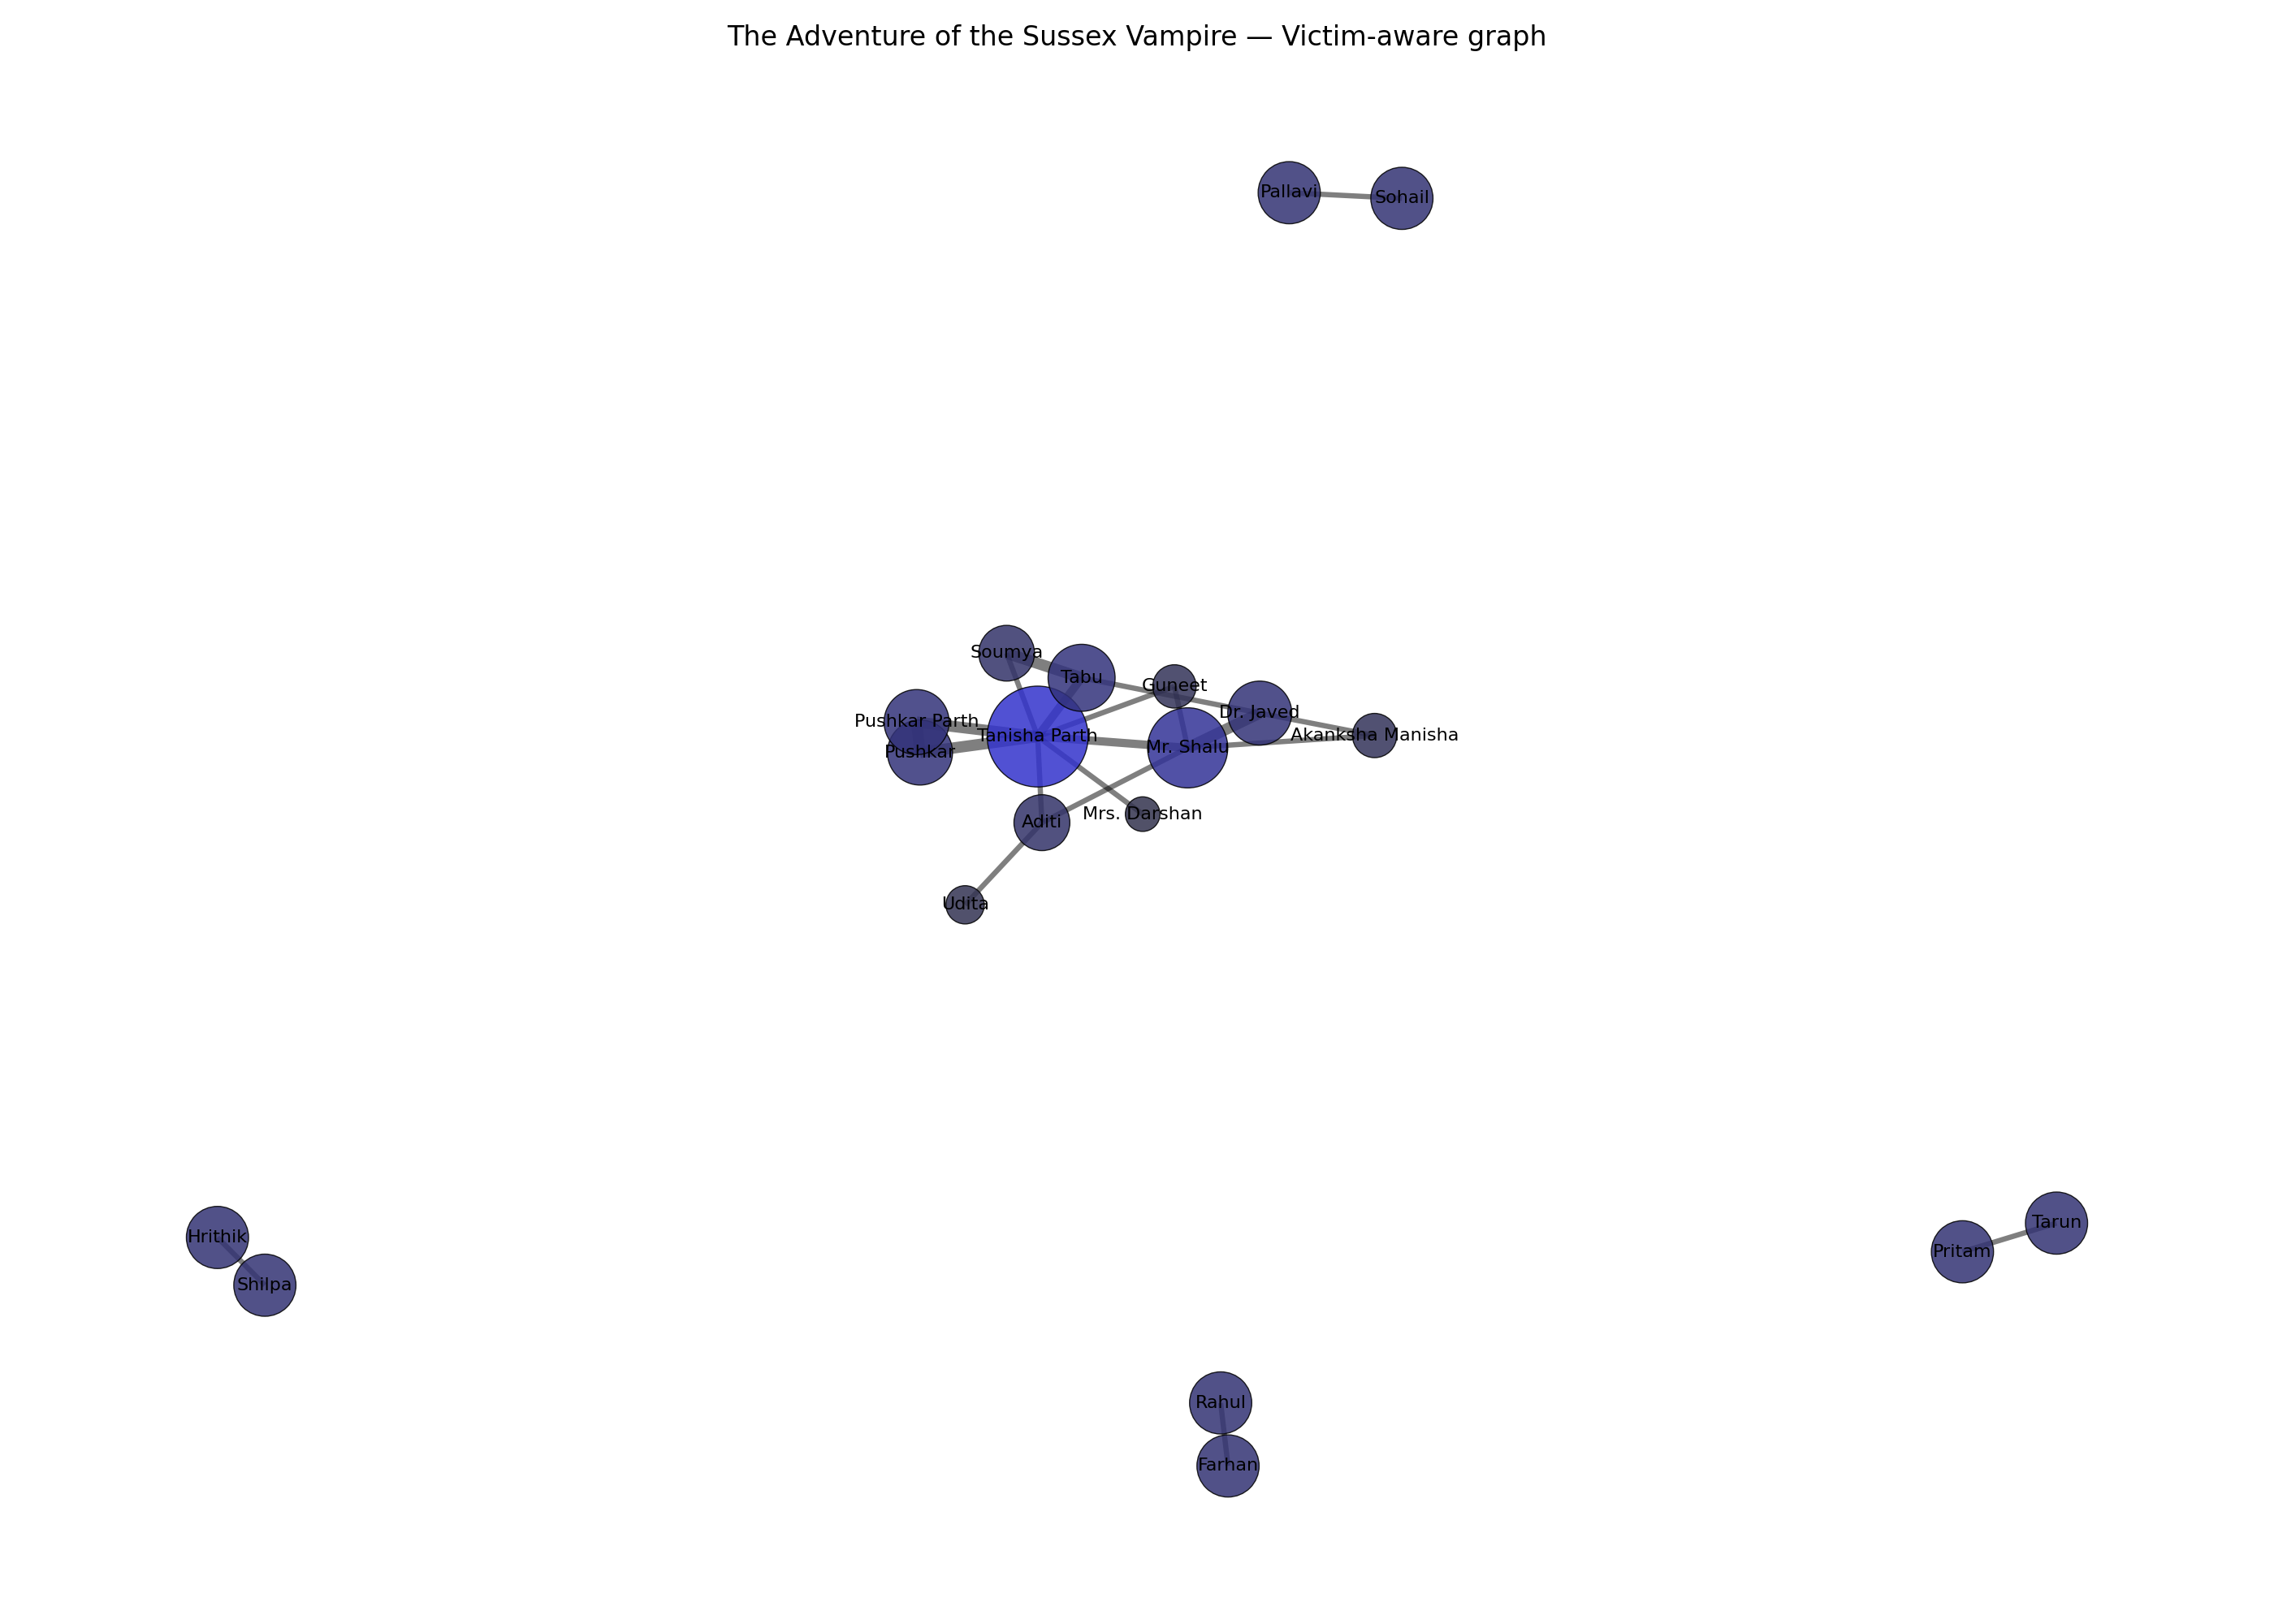 The Adventure of the Sussex Vampire — Victim-aware graph
Pallavi
Sohail
Soumya
Tabu
Guneet
Dr. Javed
Pushkar Parth
Tanisha Parth
Akanksha Manisha
Mr. Shalu
Pushkar
Mrs. Darshan
Aditi
Udita
Tarun
Hrithik
Pritam
Shilpa
Rahul
Farhan